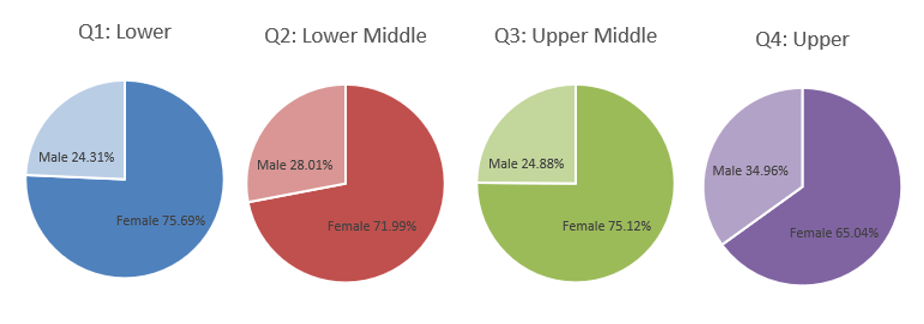 Q1: Lower
Q2: Lower Middle
Q3: Upper Middle
Q4: Upper
Male 24.31%
Female 75.69%
Male 28.01%
Female 71.99%
Male 24.88%
Female 75.12%
Male 34.96%
Female 65.04%